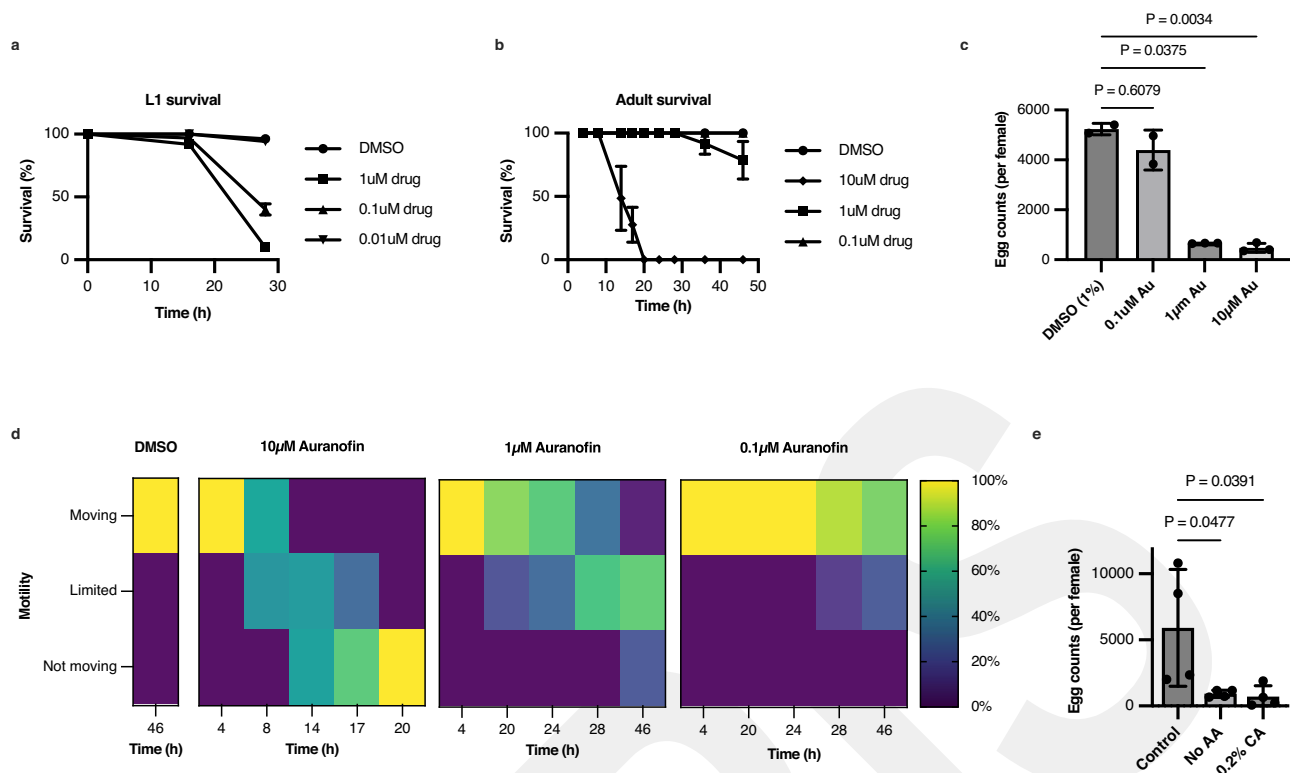 a
L1 survival
Survival (%)
100
50
0
0 10 20 30
Time (h)
DMSO
1uM drug
0.1uM drug
0.01uM drug
b
Adult survival
Survival (%)
100
50
0
0 10 20 30 40 50
Time (h)
DMSO
10uM drug
1uM drug
0.1uM drug
c
P = 0.0034
P = 0.0375
P = 0.6079
Egg counts (per female)
6000
4000
2000
0
DMSO (1%)
0.1uM Au
1µm Au
10µM Au
d
DMSO
10µM Auranofin
1µM Auranofin
0.1µM Auranofin
Motility
Moving
Limited
Not moving
46
Time (h)
4 8 14 17 20
Time (h)
4 20 24 28 46
Time (h)
4 20 24 28 46
Time (h)
100%
80%
60%
40%
20%
0%
e
P = 0.0391
P = 0.0477
Egg counts (per female)
10000
5000
0
Control
No AA
0.2% CA